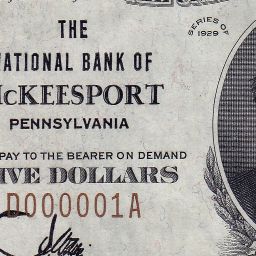 SERIES OF
1929
THE
NATIONAL BANK OF
McKEESPORT
PENNSYLVANIA
PAY TO THE BEARER ON DEMAND
FIVE DOLLARS
D000001A